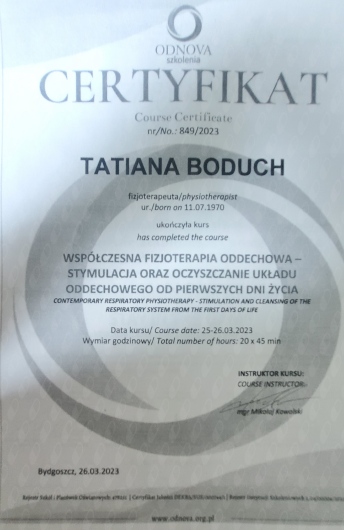 ODNOVA
szkolenia
CERTYFIKAT
Course Certificate
nr/No.: 849/2023
TATIANA BODUCH
fizjoterapeuta/physiotherapist
ur./born on 11.07.1970
ukończyła kurs
has completed the course
WSPÓŁCZESNA FIZJOTERAPIA ODDECHOWA –
STYMULACJA ORAZ OCZYSZCZANIE UKŁADU
ODDECHOWEGO OD PIERWSZYCH DNI ŻYCIA
CONTEMPORARY RESPIRATORY PHYSIOTHERAPY - STIMULATION AND CLEANSING OF THE
RESPIRATORY SYSTEM FROM THE FIRST DAYS OF LIFE
Data kursu/ Course date: 25-26.03.2023
Wymiar godzinowy/ Total number of hours: 20 x 45 min
INSTRUKTOR KURSU:
COURSE INSTRUCTOR:
mgr Mikołaj Kowalski
Bydgoszcz, 26.03.2023
www.odnova.org.pl